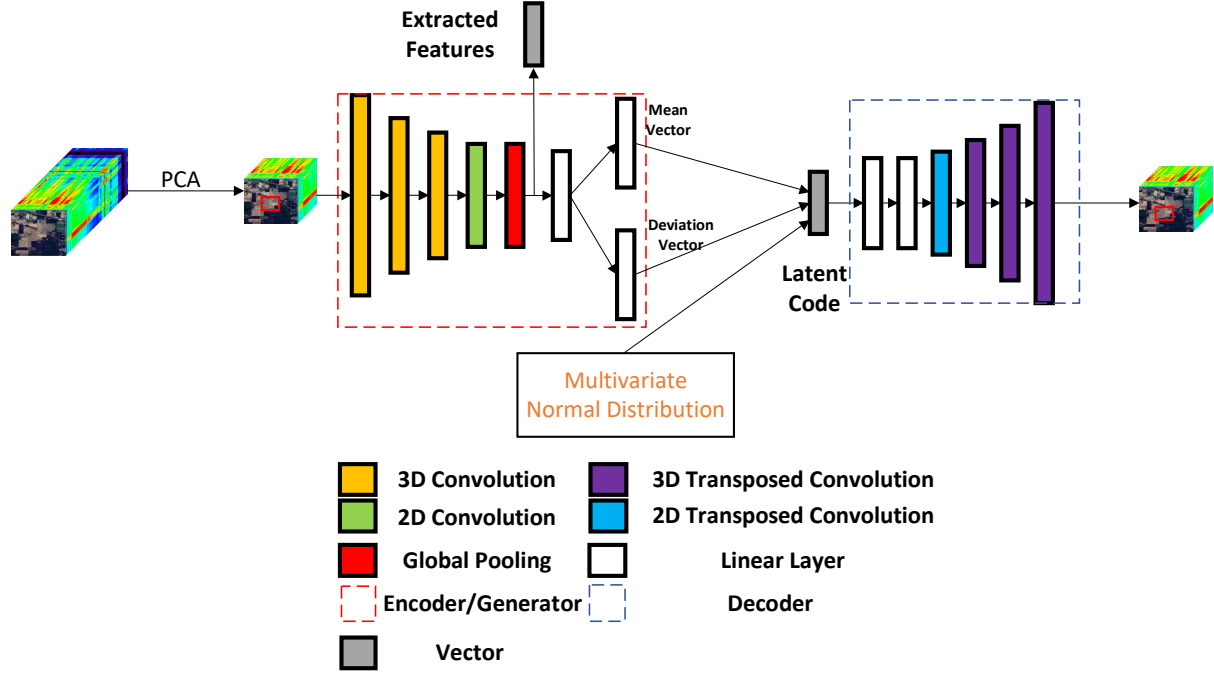 Extracted
Features
Mean
Vector
PCA
Deviation
Vector
Latent
Code
Multivariate
Normal Distribution
3D Convolution
3D Transposed Convolution
2D Convolution
2D Transposed Convolution
Global Pooling
Linear Layer
Encoder/Generator
Decoder
Vector